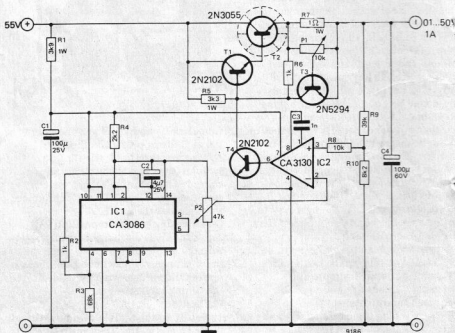 55V
+
R1
3k9
1W
2N3055
T1
T2
2N2102
R7
1Ω
1W
P1
10k
R6
1k
T3
2N5294
01...50V
1A
R5
3k3
1W
C1
100µ
25V
R4
2k2
C2
4µ7
25V
T4
2N2102
C3
1n
7
8
1
6
CA3130
IC2
3
+
2
−
4
R8
10k
R9
39k
R10
8k2
C4
100µ
60V
10
11
1
2
12
14
IC1
CA3086
3
5
4
6
7
8
9
13
P2
47k
R2
1k
R3
68k
0
0
9186